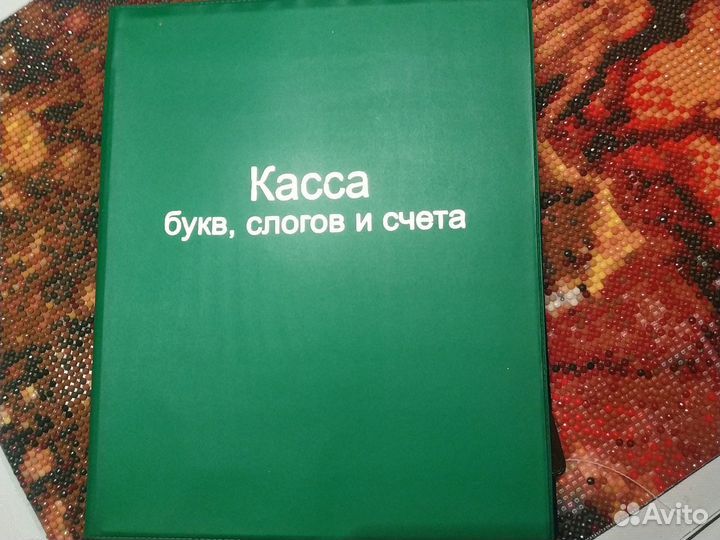 Касса
букв, слогов и счета
Avito